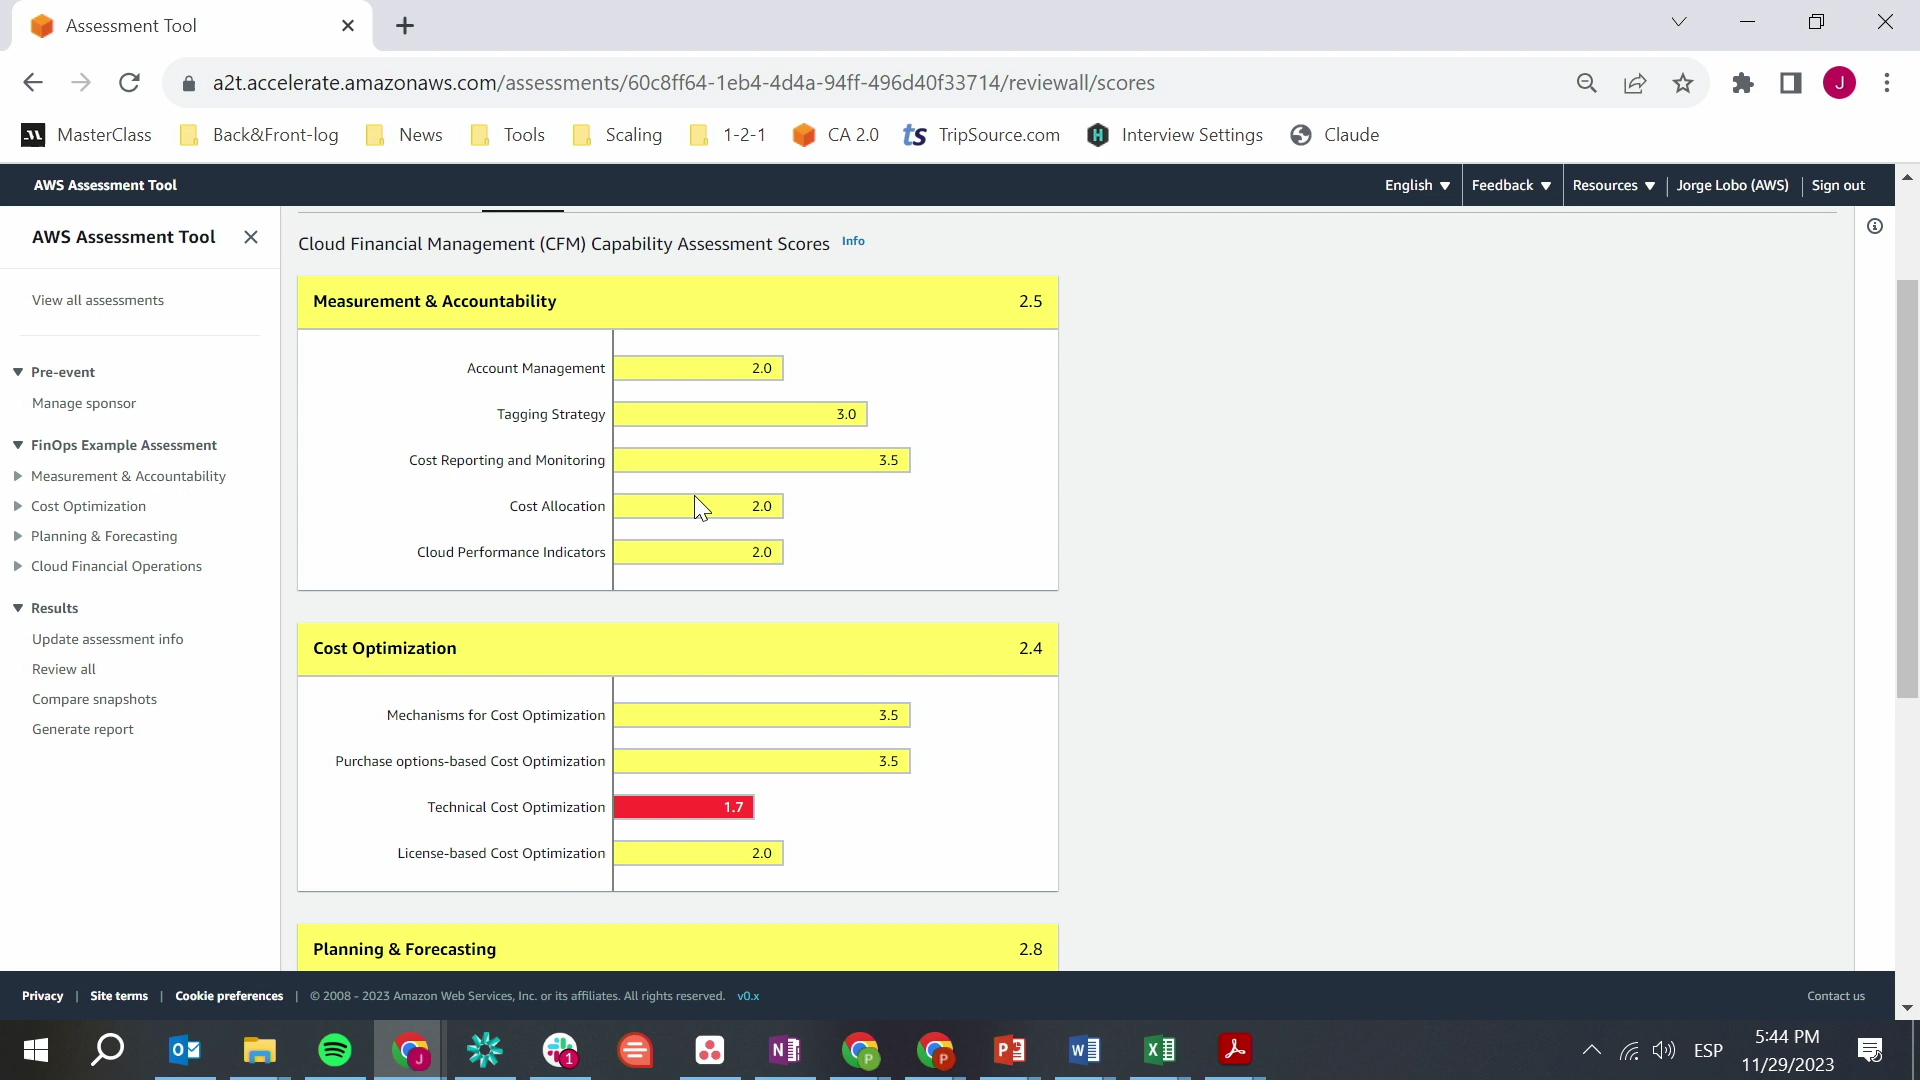 Assessment Tool
a2t.accelerate.amazonaws.com/assessments/60c8ff64-1eb4-4d4a-94ff-496d40f33714/reviewall/scores
J
MasterClass Back&Front-log News Tools Scaling 1-2-1 CA 2.0 ts TripSource.com H Interview Settings Claude
AWS Assessment Tool English Feedback Resources Jorge Lobo (AWS) Sign out
AWS Assessment Tool
View all assessments
Pre-event
Manage sponsor
FinOps Example Assessment
Measurement & Accountability
Cost Optimization
Planning & Forecasting
Cloud Financial Operations
Results
Update assessment info
Review all
Compare snapshots
Generate report
Cloud Financial Management (CFM) Capability Assessment Scores Info
Measurement & Accountability 2.5
Account Management 2.0
Tagging Strategy 3.0
Cost Reporting and Monitoring 3.5
Cost Allocation 2.0
Cloud Performance Indicators 2.0
Cost Optimization 2.4
Mechanisms for Cost Optimization 3.5
Purchase options-based Cost Optimization 3.5
Technical Cost Optimization 1.7
License-based Cost Optimization 2.0
Planning & Forecasting 2.8
Privacy | Site terms | Cookie preferences | © 2008 - 2023 Amazon Web Services, Inc. or its affiliates. All rights reserved. v0.x Contact us
ESP
5:44 PM
11/29/2023